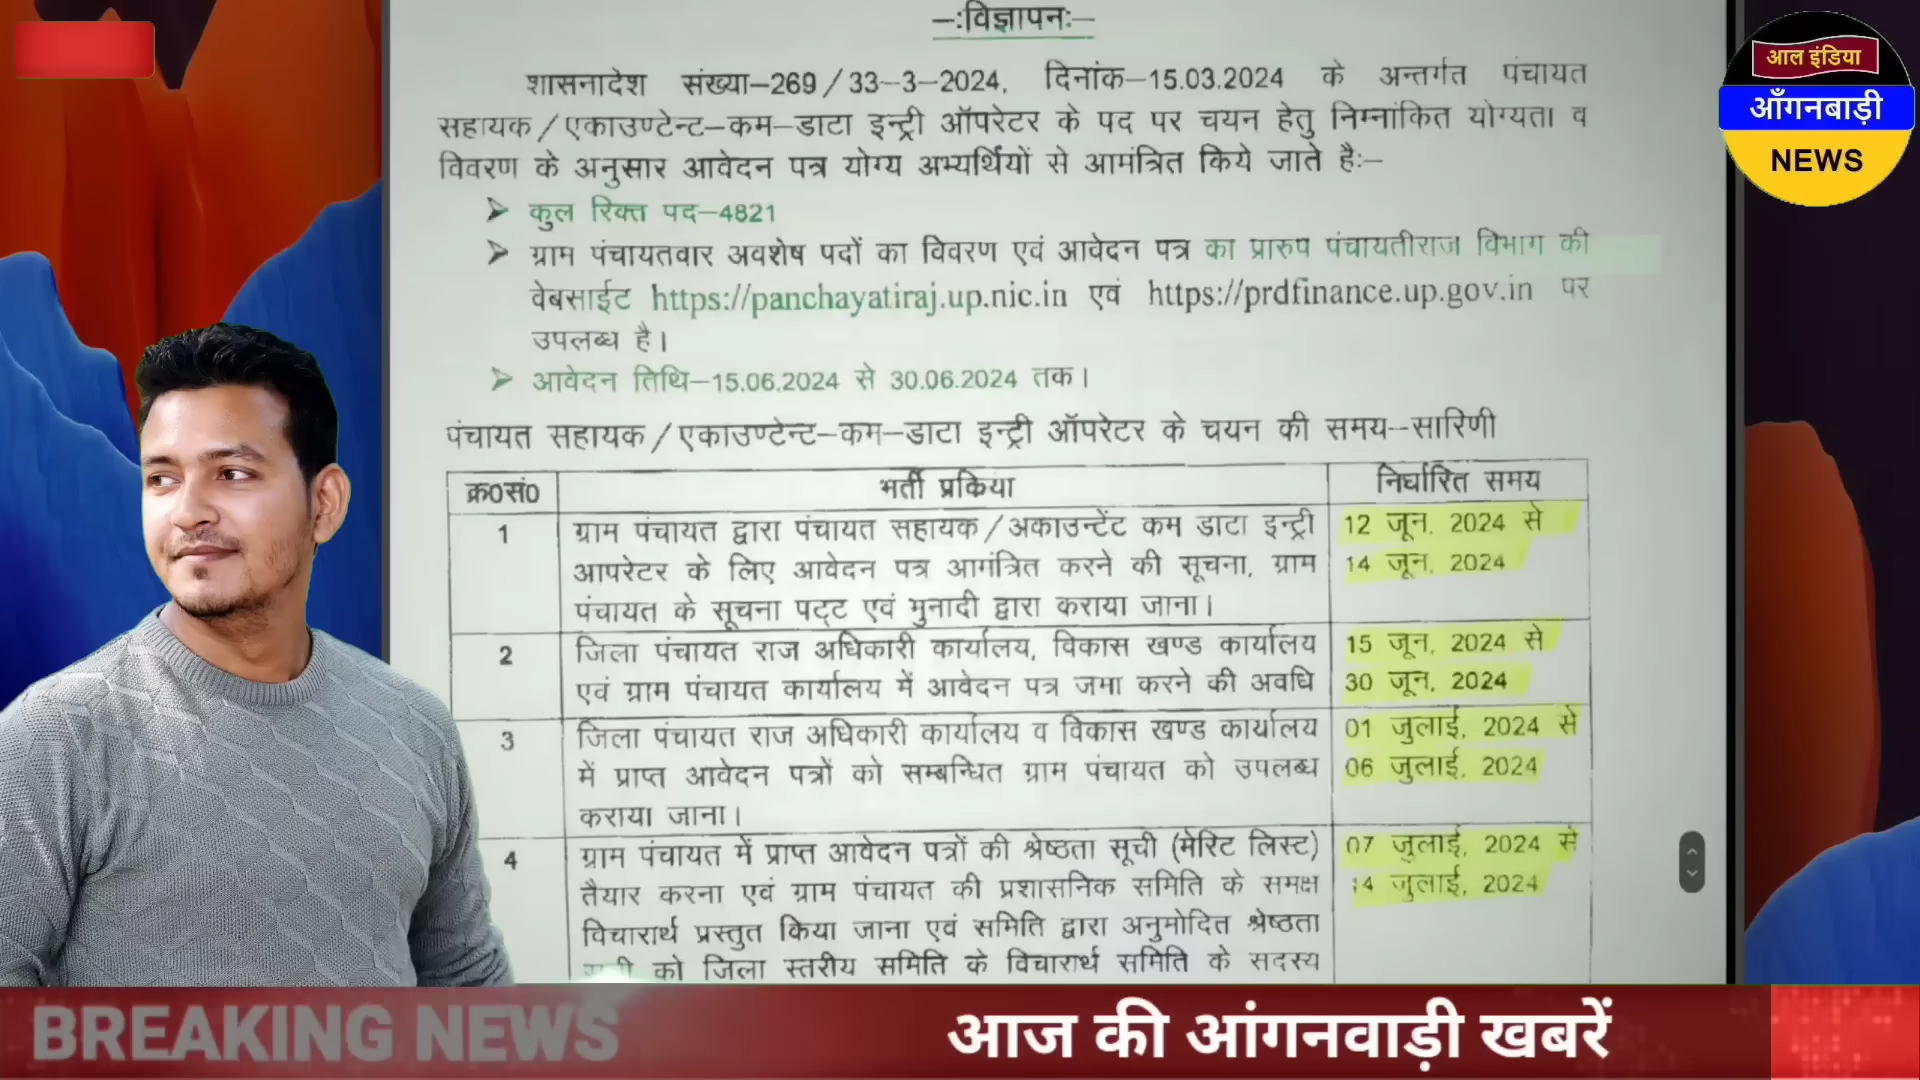 –:विज्ञापनः–
शासनादेश संख्या–269/33–3–2024, दिनांक–15.03.2024 के अन्तर्गत पंचायत
सहायक/एकाउण्टेन्ट–कम–डाटा इन्ट्री ऑपरेटर के पद पर चयन हेतु निम्नांकित योग्यता व
विवरण के अनुसार आवेदन पत्र योग्य अभ्यर्थियों से आमंत्रित किये जाते हैः–
➢ कुल रिक्त पद–4821
➢ ग्राम पंचायतवार अवशेष पदों का विवरण एवं आवेदन पत्र का प्रारुप पंचायतीराज विभाग की
वेबसाईट https://panchayatiraj.up.nic.in एवं https://prdfinance.up.gov.in पर
उपलब्ध है।
➢ आवेदन तिथि–15.06.2024 से 30.06.2024 तक।
पंचायत सहायक/एकाउण्टेन्ट–कम–डाटा इन्ट्री ऑपरेटर के चयन की समय–सारिणी
क्र0सं0 भर्ती प्रकिया निर्धारित समय
1 ग्राम पंचायत द्वारा पंचायत सहायक/अकाउन्टेंट कम डाटा इन्ट्री 12 जून, 2024 से
आपरेटर के लिए आवेदन पत्र आमंत्रित करने की सूचना, ग्राम 14 जून, 2024
पंचायत के सूचना पट्ट एवं मुनादी द्वारा कराया जाना।
2 जिला पंचायत राज अधिकारी कार्यालय, विकास खण्ड कार्यालय 15 जून, 2024 से
एवं ग्राम पंचायत कार्यालय में आवेदन पत्र जमा करने की अवधि 30 जून, 2024
3 जिला पंचायत राज अधिकारी कार्यालय व विकास खण्ड कार्यालय 01 जुलाई, 2024 से
में प्राप्त आवेदन पत्रों को सम्बन्धित ग्राम पंचायत को उपलब्ध 06 जुलाई, 2024
कराया जाना।
4 ग्राम पंचायत में प्राप्त आवेदन पत्रों की श्रेष्ठता सूची (मेरिट लिस्ट) 07 जुलाई, 2024 से
तैयार करना एवं ग्राम पंचायत की प्रशासनिक समिति के समक्ष 14 जुलाई, 2024
विचारार्थ प्रस्तुत किया जाना एवं समिति द्वारा अनुमोदित श्रेष्ठता
को जिला स्तरीय समिति के विचारार्थ समिति के सदस्य
आल इंडिया
आँगनबाड़ी
NEWS
BREAKING NEWS
आज की आंगनवाड़ी खबरें